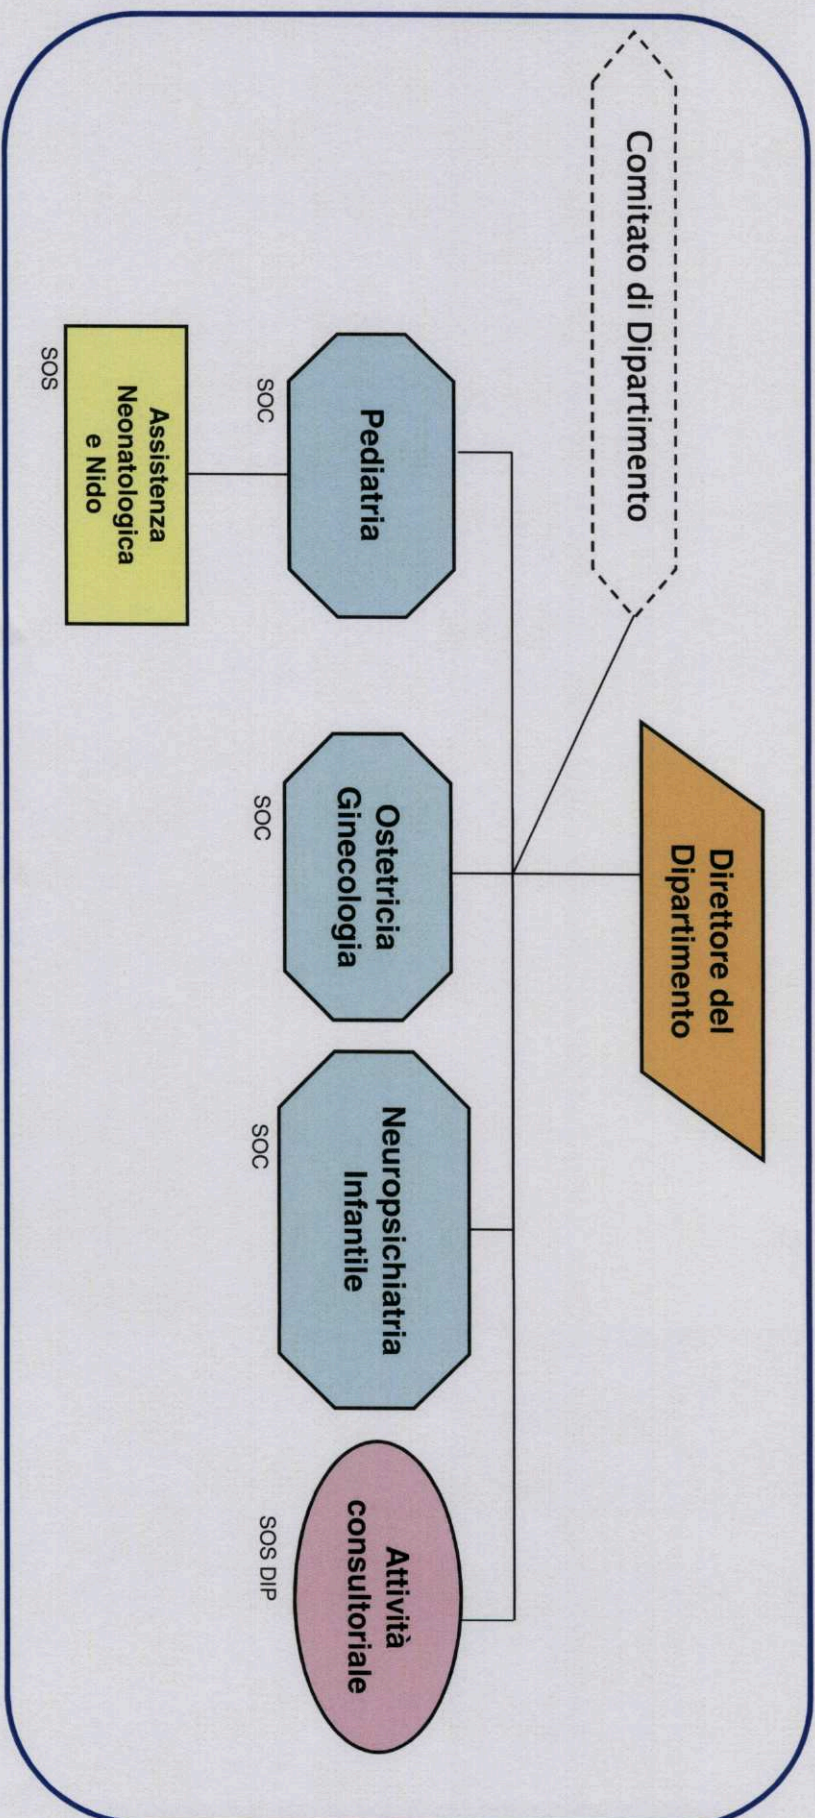 Comitato di Dipartimento
Direttore del
Dipartimento
Pediatria
SOC
Ostetricia
Ginecologia
SOC
Neuropsichiatria
Infantile
SOC
Attività
consultoriale
SOS DIP
Assistenza
Neonatologica
e Nido
SOS